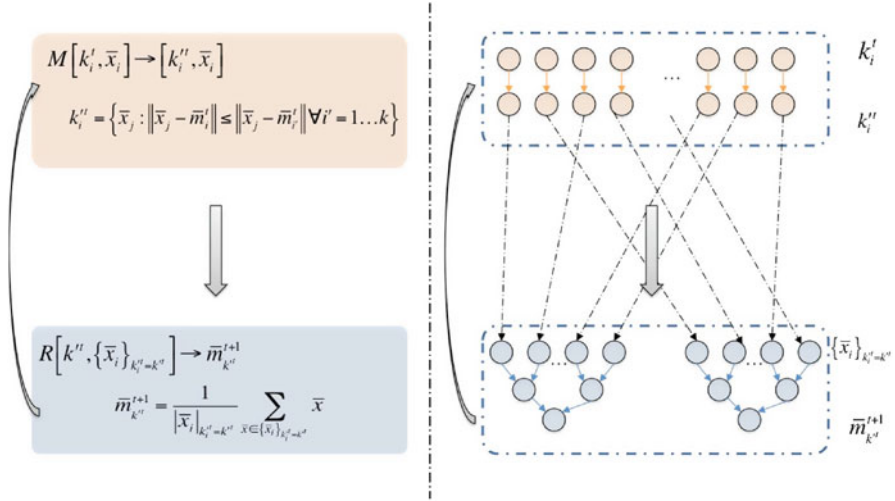 M[k_i^t, x̄_i] → [k_i'^t, x̄_i]
k_i'^t = {x̄_j : ‖x̄_j − m̄_i^t‖ ≤ ‖x̄_j − m̄_{i'}^t‖ ∀i' = 1…k}
R[k'^t, {x̄_i}_{k_i'^t=k'^t}] → m̄_{k'^t}^{t+1}
m̄_{k'^t}^{t+1} = 1/|x̄_i|_{k_i'^t=k'^t} ∑_{x̄∈{x̄_i}_{k_i'^t=k'^t}} x̄
k_i^t
...
k_i'^t
{x̄_i}_{k_i'^t=k'^t}
... ...
m̄_{k'^t}^{t+1}